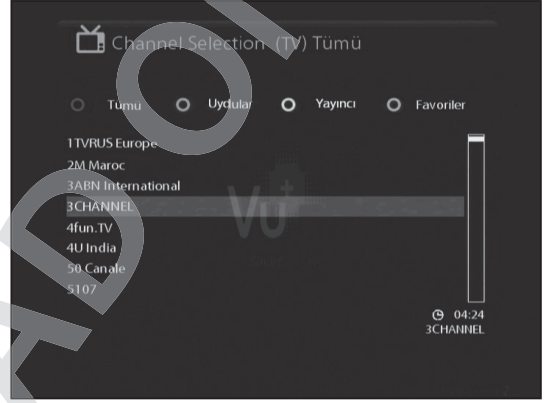 Channel Selection (TV) Tümü
Tümü Uydular Yayıncı Favoriler
1TVRUS Europe
2M Maroc
3ABN International
3CHANNEL
4fun.TV
4U India
50 Canale
5107
Vu+
04:24
3CHANNEL